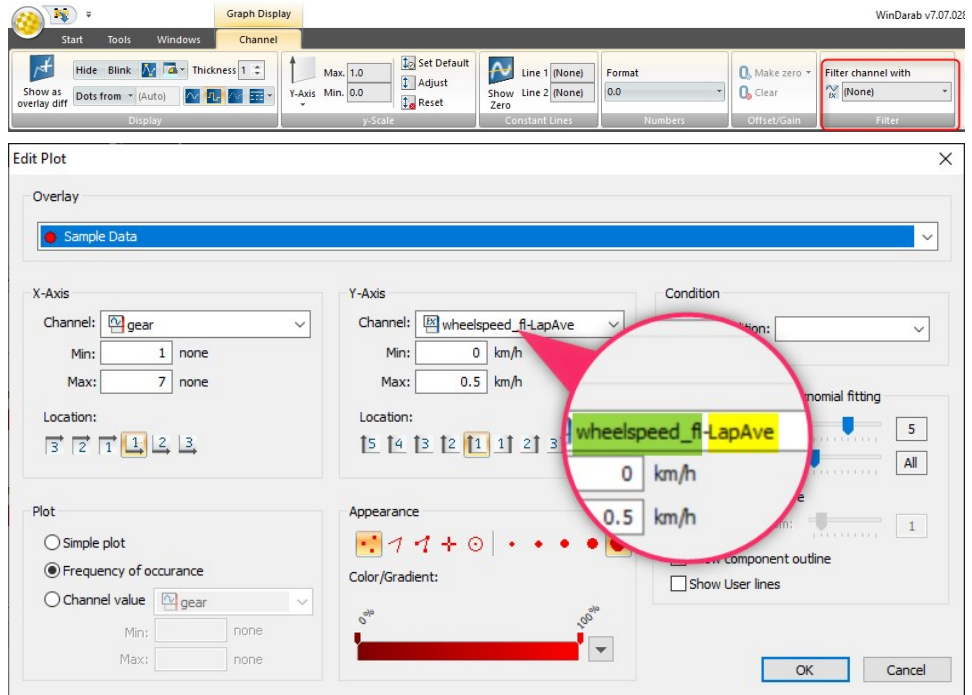 Graph Display
WinDarab v7.07.028
Start Tools Windows Channel
Show as overlay diff
Hide Blink Thickness 1
Dots from (Auto)
Display
Y-Axis
Max. 1.0
Min. 0.0
Set Default
Adjust
Reset
y-Scale
Show Zero
Line 1 (None)
Line 2 (None)
Constant Lines
Format
0.0
Numbers
Make zero
Clear
Offset/Gain
Filter channel with
(None)
Filter
Edit Plot
Overlay
Sample Data
X-Axis
Channel: gear
Min: 1 none
Max: 7 none
Location:
3 2 1 1 2 3
Y-Axis
Channel: wheelspeed_fl-LapAve
Min: 0 km/h
Max: 0.5 km/h
Location:
5 4 3 2 1 1 2 3
Condition
wheelspeed_fl-LapAve
0 km/h
0.5 km/h
5
All
1
Show User lines
Plot
Simple plot
Frequency of occurance
Channel value gear
Min: none
Max: none
Appearance
Color/Gradient:
0% 100%
component outline
OK Cancel